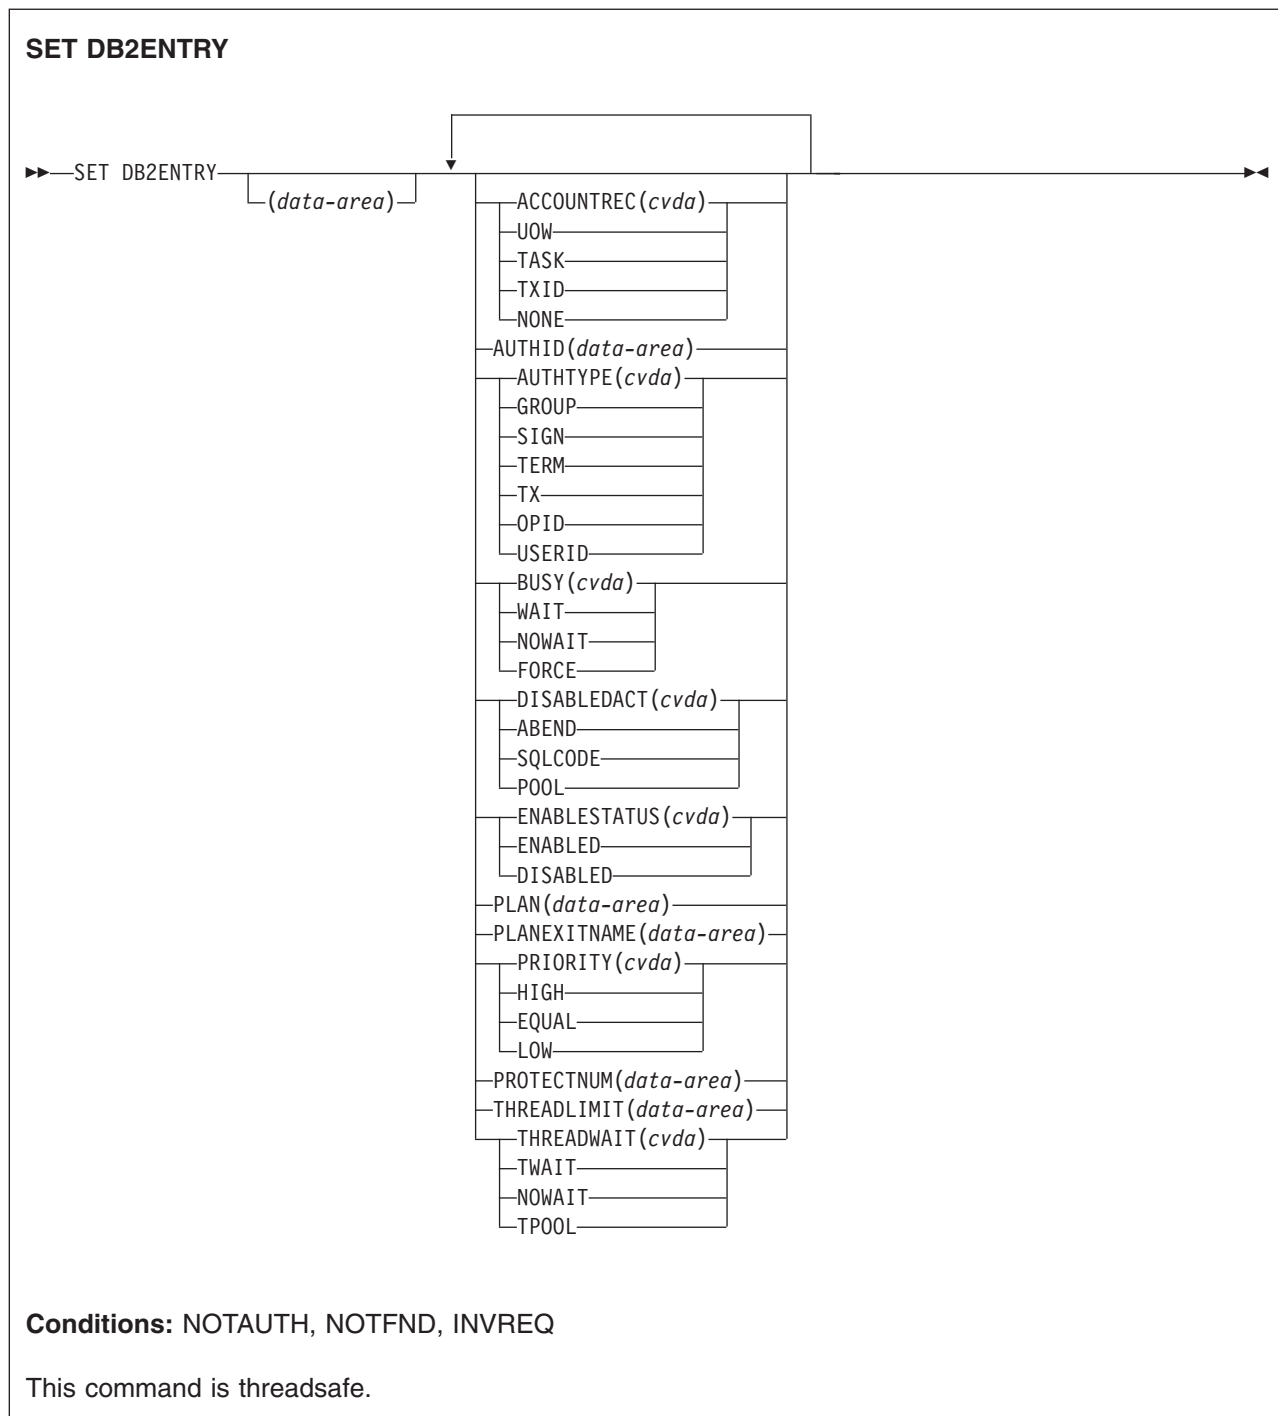 SET DB2ENTRY
SET DB2ENTRY
(data-area)
ACCOUNTREC(cvda)
UOW
TASK
TXID
NONE
AUTHID(data-area)
AUTHTYPE(cvda)
GROUP
SIGN
TERM
TX
OPID
USERID
BUSY(cvda)
WAIT
NOWAIT
FORCE
DISABLEDACT(cvda)
ABEND
SQLCODE
POOL
ENABLESTATUS(cvda)
ENABLED
DISABLED
PLAN(data-area)
PLANEXITNAME(data-area)
PRIORITY(cvda)
HIGH
EQUAL
LOW
PROTECTNUM(data-area)
THREADLIMIT(data-area)
THREADWAIT(cvda)
TWAIT
NOWAIT
TPOOL
Conditions: NOTAUTH, NOTFND, INVREQ
This command is threadsafe.